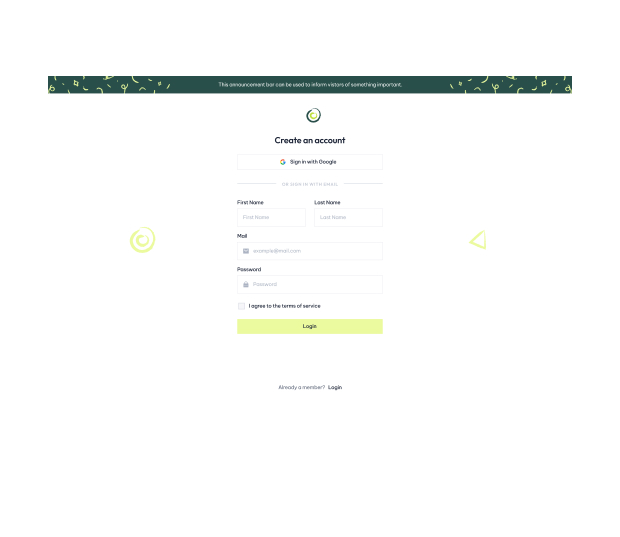 This announcement bar can be used to inform vistors of something important.
Create an account
Sign in with Google
OR SIGN IN WITH EMAIL
First Name Last Name
First Name Last Name
Mail
example@mail.com
Password
Password
I agree to the terms of service
Login
Already a member? Login